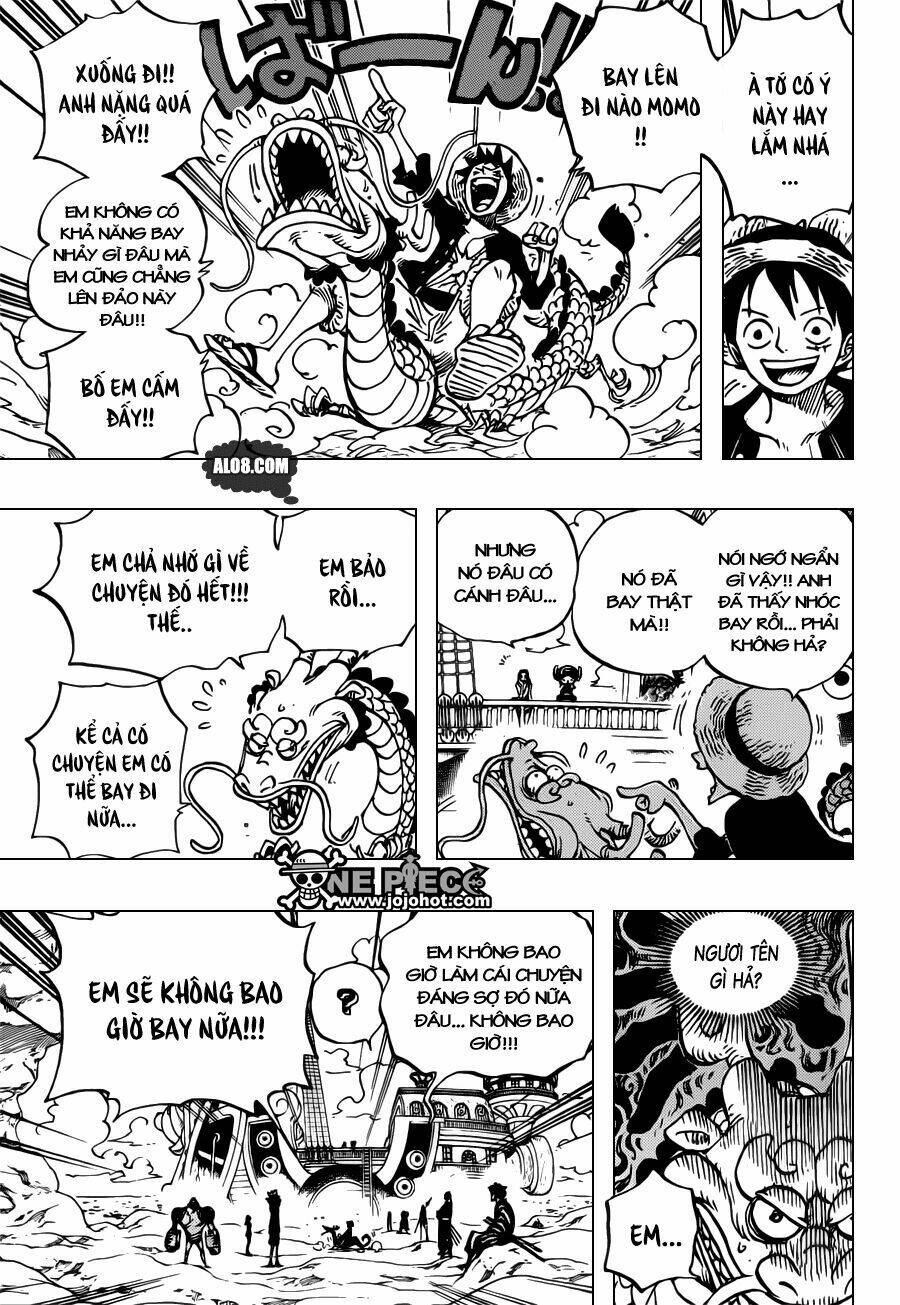 À TỚ CÓ Ý
NÀY HAY
LẮM NHÁ
...
BAY LÊN
ĐI NÀO MOMO
!!
ばーん!!
XUỐNG ĐI!!
ANH NẶNG QUÁ
ĐẤY!!
EM KHÔNG CÓ
KHẢ NĂNG BAY
NHẢY GÌ ĐÂU MÀ
EM CŨNG CHẲNG
LÊN ĐẢO NÀY
ĐÂU!!
BỐ EM CẤM
ĐẤY!!
ALO8.COM
NÓI NGỚ NGẨN
GÌ VẬY!! ANH
ĐÃ THẤY NHÓC
BAY RỒI... PHẢI
KHÔNG HẢ?
NÓ ĐÃ
BAY THẬT
MÀ!!
NHƯNG
NÓ ĐÂU CÓ
CÁNH ĐÂU...
EM BẢO
RỒI...
EM CHẢ NHỚ GÌ VỀ
CHUYỆN ĐÓ HẾT!!!
THẾ..
KỂ CẢ CÓ
CHUYỆN EM CÓ
THỂ BAY ĐI
NỮA...
ONE PIECE
www.jojohot.com
NGƯƠI TÊN
GÌ HẢ?
EM...
EM KHÔNG BAO
GIỜ LÀM CÁI CHUYỆN
ĐÁNG SỢ ĐÓ NỮA
ĐÂU... KHÔNG BAO
GIỜ!!!
?
EM SẼ KHÔNG BAO
GIỜ BAY NỮA!!!